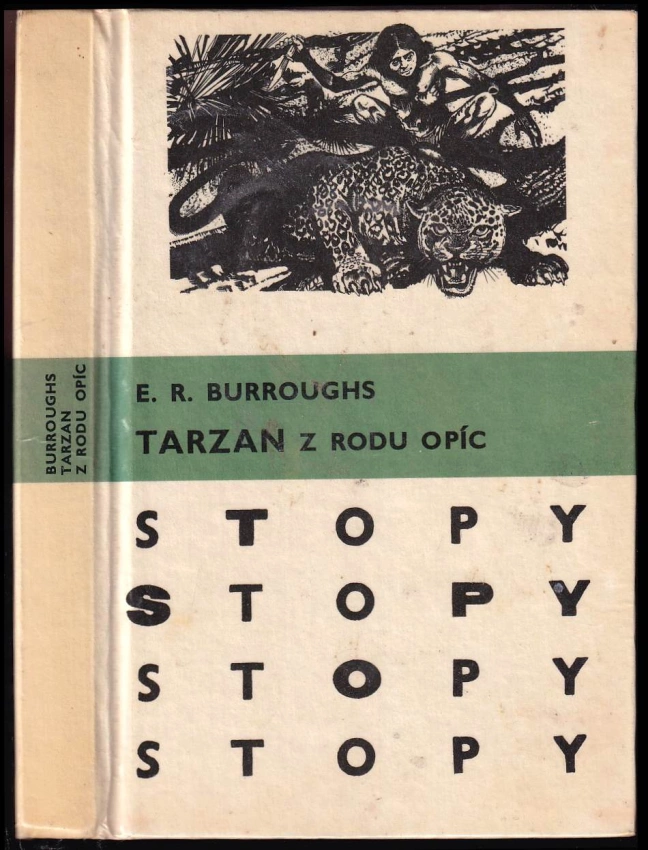 BURROUGHS
TARZAN
Z RODU OPÍC
E. R. BURROUGHS
TARZAN Z RODU OPÍC
S T O P Y
S T O P Y
S T O P Y
S T O P Y